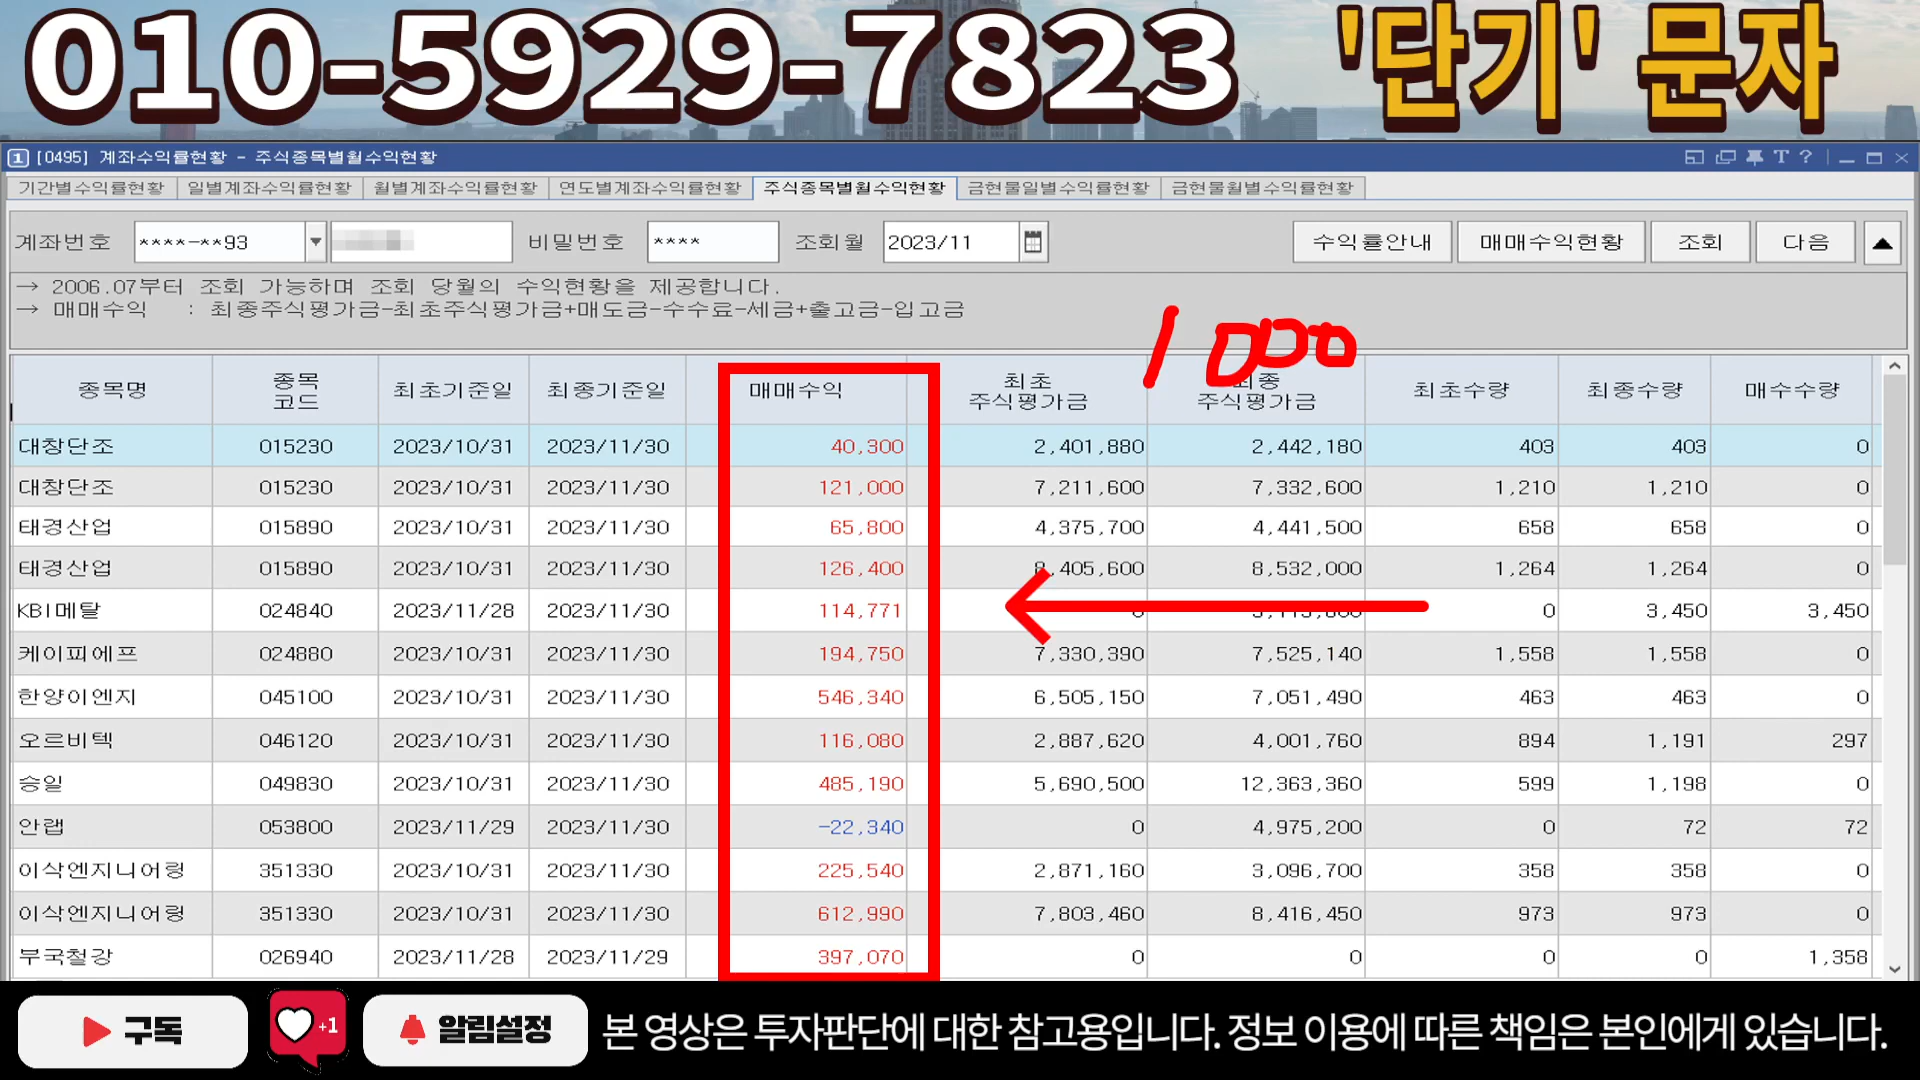 010-5929-7823 '단기' 문자
1 [0495] 계좌수익률현황 - 주식종목별월수익현황
기간별수익률현황 일별계좌수익률현황 월별계좌수익률현황 연도별계좌수익률현황 주식종목별월수익현황 금현물일별수익률현황 금현물월별수익률현황
계좌번호 ****-**93 비밀번호 **** 조회월 2023/11 수익률안내 매매수익현황 조회 다음
→ 2006.07부터 조회 가능하며 조회 당월의 수익현황을 제공합니다.
→ 매매수익 : 최종주식평가금-최초주식평가금+매도금-수수료-세금+출고금-입고금
1000
종목명 종목코드 최초기준일 최종기준일 매매수익 최초주식평가금 최종주식평가금 최초수량 최종수량 매수수량
대창단조 015230 2023/10/31 2023/11/30 40,300 2,401,880 2,442,180 403 403 0
대창단조 015230 2023/10/31 2023/11/30 121,000 7,211,600 7,332,600 1,210 1,210 0
태경산업 015890 2023/10/31 2023/11/30 65,800 4,375,700 4,441,500 658 658 0
태경산업 015890 2023/10/31 2023/11/30 126,400 8,405,600 8,532,000 1,264 1,264 0
KBI메탈 024840 2023/11/28 2023/11/30 114,771 0 0 3,450 3,450
케이피에프 024880 2023/10/31 2023/11/30 194,750 7,330,390 7,525,140 1,558 1,558 0
한양이엔지 045100 2023/10/31 2023/11/30 546,340 6,505,150 7,051,490 463 463 0
오르비텍 046120 2023/10/31 2023/11/30 116,080 2,887,620 4,001,760 894 1,191 297
승일 049830 2023/10/31 2023/11/30 485,190 5,690,500 12,363,360 599 1,198 0
안랩 053800 2023/11/29 2023/11/30 -22,340 0 4,975,200 0 72 72
이삭엔지니어링 351330 2023/10/31 2023/11/30 225,540 2,871,160 3,096,700 358 358 0
이삭엔지니어링 351330 2023/10/31 2023/11/30 612,990 7,803,460 8,416,450 973 973 0
부국철강 026940 2023/11/28 2023/11/29 397,070 0 0 0 0 1,358
구독 +1 알림설정 본 영상은 투자판단에 대한 참고용입니다. 정보 이용에 따른 책임은 본인에게 있습니다.